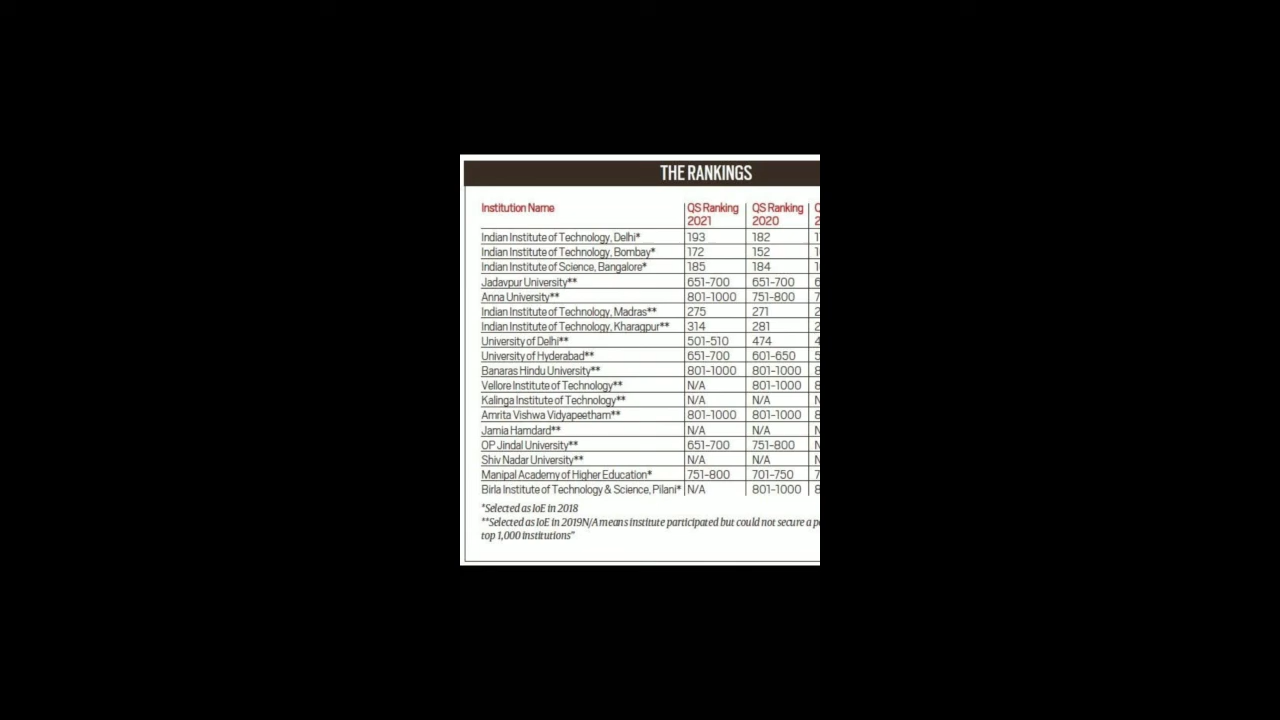 THE RANKINGS
Institution Name QS Ranking 2021 QS Ranking 2020
Indian Institute of Technology, Delhi* 193 182
Indian Institute of Technology, Bombay* 172 152
Indian Institute of Science, Bangalore* 185 184
Jadavpur University** 651-700 651-700
Anna University** 801-1000 751-800
Indian Institute of Technology, Madras** 275 271
Indian Institute of Technology, Kharagpur** 314 281
University of Delhi** 501-510 474
University of Hyderabad** 651-700 601-650
Banaras Hindu University** 801-1000 801-1000
Vellore Institute of Technology** N/A 801-1000
Kalinga Institute of Technology** N/A N/A
Amrita Vishwa Vidyapeetham** 801-1000 801-1000
Jamia Hamdard** N/A N/A
OP Jindal University** 651-700 751-800
Shiv Nadar University** N/A N/A
Manipal Academy of Higher Education* 751-800 701-750
Birla Institute of Technology & Science, Pilani* N/A 801-1000
*Selected as IoE in 2018
**Selected as IoE in 2019N/A means institute participated but could not secure a
top 1,000 institutions"